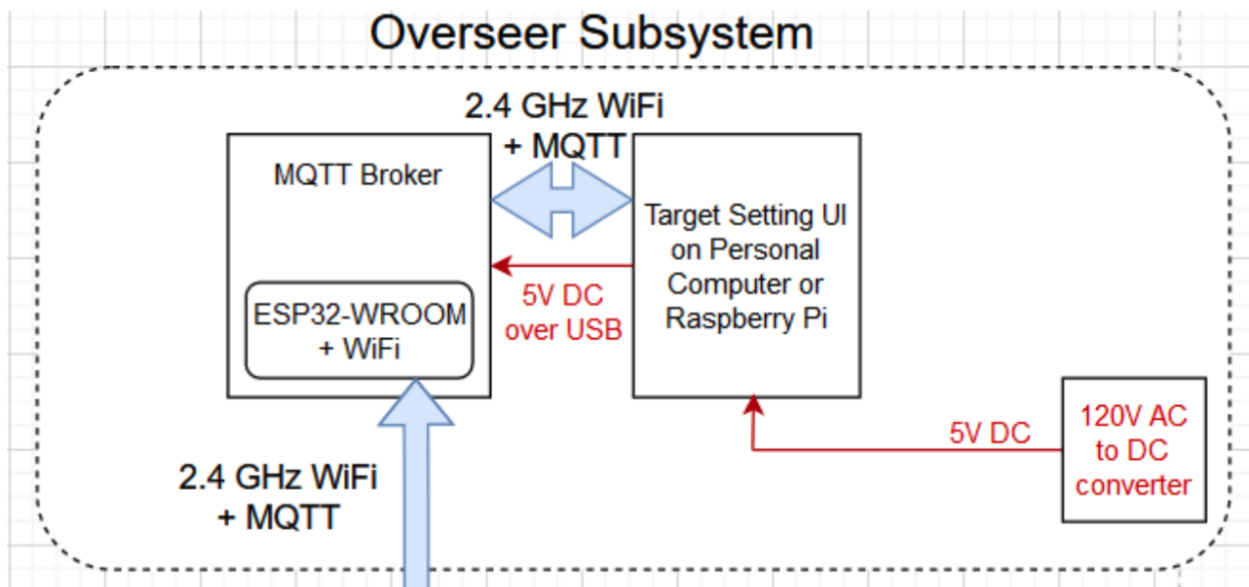 Overseer Subsystem
2.4 GHz WiFi
+ MQTT
MQTT Broker
ESP32-WROOM
+ WiFi
5V DC
over USB
Target Setting UI
on Personal
Computer or
Raspberry Pi
5V DC
120V AC
to DC
converter
2.4 GHz WiFi
+ MQTT